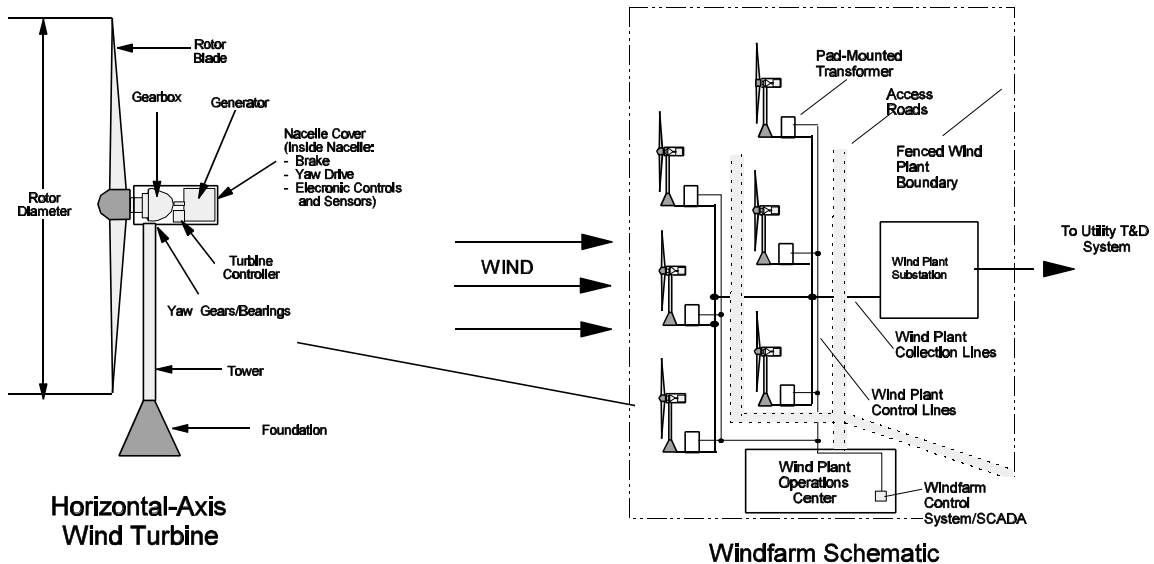 Rotor
Blade
Gearbox
Generator
Nacelle Cover
(Inside Nacelle:
- Brake
- Yaw Drive
- Elecronic Controls
and Sensors)
Rotor
Diameter
Turbine
Controller
Yaw Gears/Bearings
Tower
Foundation
Horizontal-Axis
Wind Turbine
WIND
Pad-Mounted
Transformer
Access
Roads
Fenced Wind
Plant
Boundary
To Utility T&D
System
Wind Plant
Substation
Wind Plant
Collection Lines
Wind Plant
Control Lines
Wind Plant
Operations
Center
Windfarm
Control
System/SCADA
Windfarm Schematic